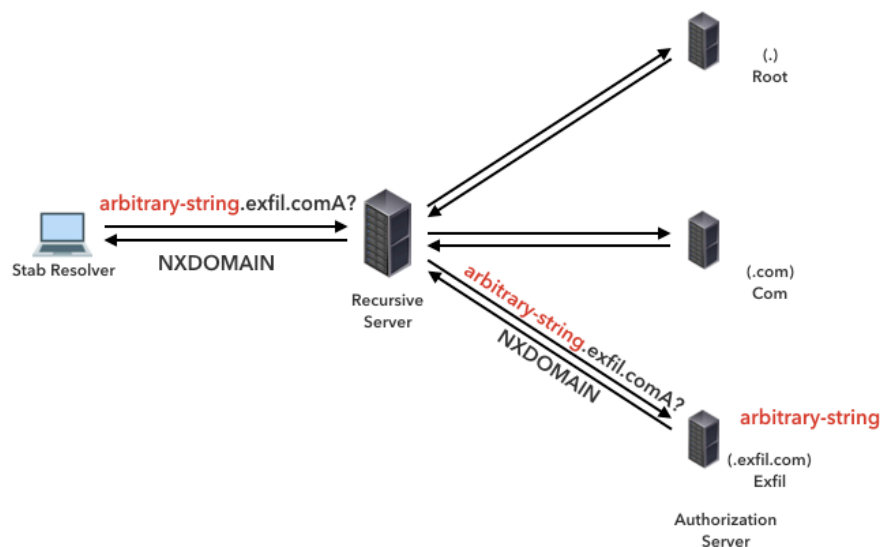 (.)
Root
arbitrary-string.exfil.comA?
NXDOMAIN
Stab Resolver
Recursive
Server
(.com)
Com
arbitrary-string.exfil.comA?
NXDOMAIN
arbitrary-string
(.exfil.com)
Exfil
Authorization
Server